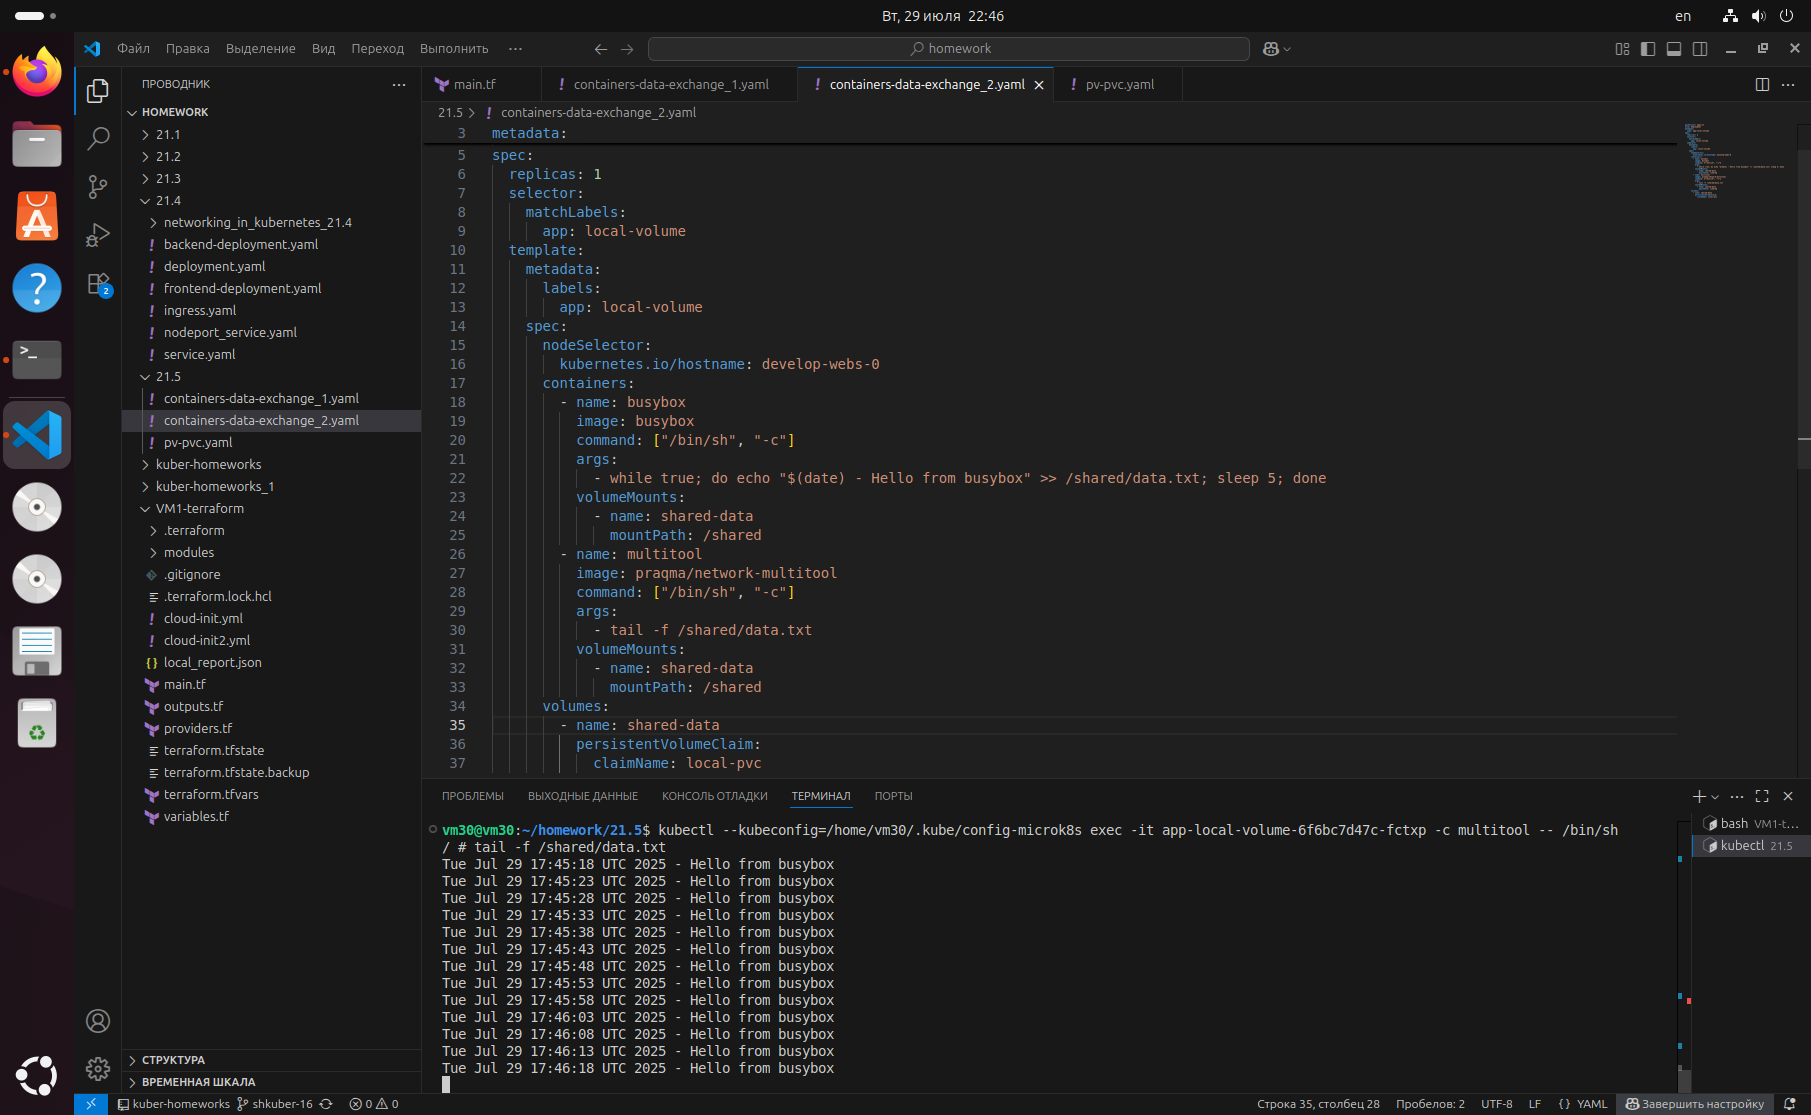 Вт, 29 июля 22:46
en
Файл Правка Выделение Вид Переход Выполнить ···
homework
ПРОВОДНИК
HOMEWORK
21.1
21.2
21.3
21.4
networking_in_kubernetes_21.4
backend-deployment.yaml
deployment.yaml
frontend-deployment.yaml
ingress.yaml
nodeport_service.yaml
service.yaml
21.5
containers-data-exchange_1.yaml
containers-data-exchange_2.yaml
pv-pvc.yaml
kuber-homeworks
kuber-homeworks_1
VM1-terraform
.terraform
modules
.gitignore
.terraform.lock.hcl
cloud-init.yml
cloud-init2.yml
local_report.json
main.tf
outputs.tf
providers.tf
terraform.tfstate
terraform.tfstate.backup
terraform.tfvars
variables.tf
СТРУКТУРА
ВРЕМЕННАЯ ШКАЛА
2
main.tf
! containers-data-exchange_1.yaml
! containers-data-exchange_2.yaml
! pv-pvc.yaml
21.5 > ! containers-data-exchange_2.yaml
3 metadata:
5 spec:
6 replicas: 1
7 selector:
8 matchLabels:
9 app: local-volume
10 template:
11 metadata:
12 labels:
13 app: local-volume
14 spec:
15 nodeSelector:
16 kubernetes.io/hostname: develop-webs-0
17 containers:
18 - name: busybox
19 image: busybox
20 command: ["/bin/sh", "-c"]
21 args:
22 - while true; do echo "$(date) - Hello from busybox" >> /shared/data.txt; sleep 5; done
23 volumeMounts:
24 - name: shared-data
25 mountPath: /shared
26 - name: multitool
27 image: praqma/network-multitool
28 command: ["/bin/sh", "-c"]
29 args:
30 - tail -f /shared/data.txt
31 volumeMounts:
32 - name: shared-data
33 mountPath: /shared
34 volumes:
35 - name: shared-data
36 persistentVolumeClaim:
37 claimName: local-pvc
ПРОБЛЕМЫ ВЫХОДНЫЕ ДАННЫЕ КОНСОЛЬ ОТЛАДКИ ТЕРМИНАЛ ПОРТЫ
vm30@vm30:~/homework/21.5$ kubectl --kubeconfig=/home/vm30/.kube/config-microk8s exec -it app-local-volume-6f6bc7d47c-fctxp -c multitool -- /bin/sh
/ # tail -f /shared/data.txt
Tue Jul 29 17:45:18 UTC 2025 - Hello from busybox
Tue Jul 29 17:45:23 UTC 2025 - Hello from busybox
Tue Jul 29 17:45:28 UTC 2025 - Hello from busybox
Tue Jul 29 17:45:33 UTC 2025 - Hello from busybox
Tue Jul 29 17:45:38 UTC 2025 - Hello from busybox
Tue Jul 29 17:45:43 UTC 2025 - Hello from busybox
Tue Jul 29 17:45:48 UTC 2025 - Hello from busybox
Tue Jul 29 17:45:53 UTC 2025 - Hello from busybox
Tue Jul 29 17:45:58 UTC 2025 - Hello from busybox
Tue Jul 29 17:46:03 UTC 2025 - Hello from busybox
Tue Jul 29 17:46:08 UTC 2025 - Hello from busybox
Tue Jul 29 17:46:13 UTC 2025 - Hello from busybox
Tue Jul 29 17:46:18 UTC 2025 - Hello from busybox
bash VM1-t...
kubectl 21.5
kuber-homeworks shkuber-16 0 0
Строка 35, столбец 28 Пробелов: 2 UTF-8 LF {} YAML Завершить настройку